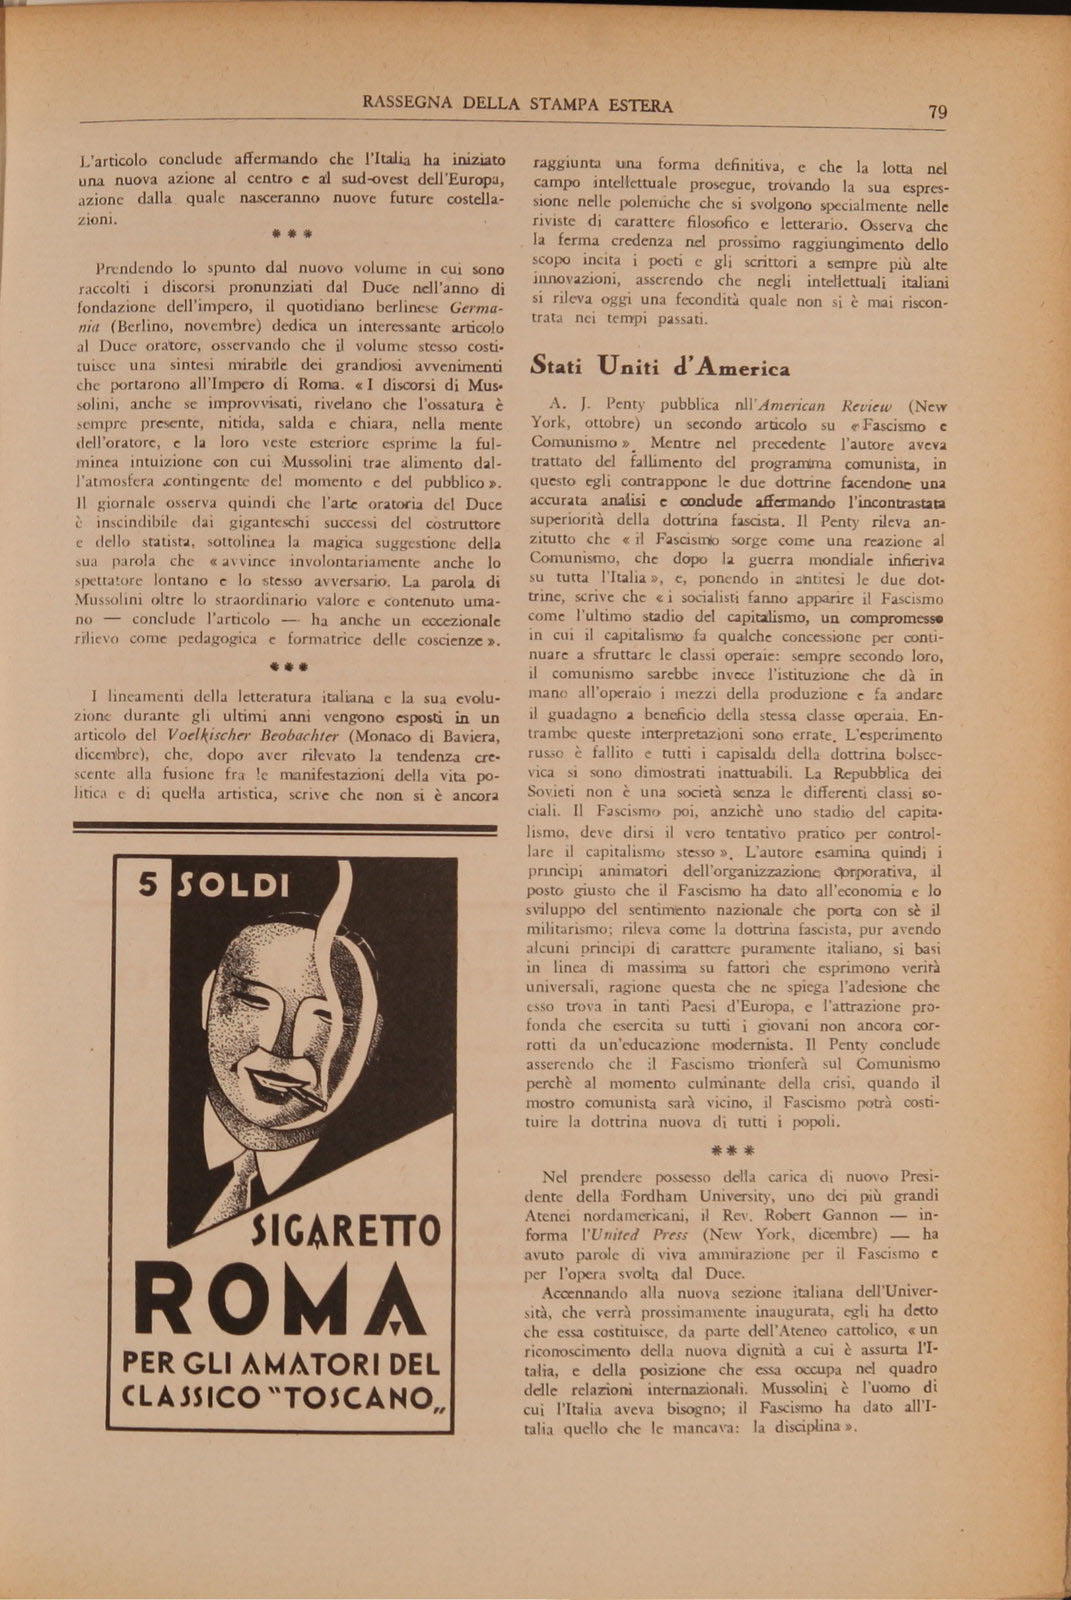 RASSEGNA DELLA STAMPA ESTERA
79
L'articolo conclude affermando che l'Italia ha iniziato
una nuova azione al centro e al sud-ovest dell'Europa,
azione dalla quale nasceranno nuove future costella-
zioni.
* * *
Prendendo lo spunto dal nuovo volume in cui sono
raccolti i discorsi pronunziati dal Duce nell'anno di
fondazione dell'impero, il quotidiano berlinese Germa-
nia (Berlino, novembre) dedica un interessante articolo
al Duce oratore, osservando che il volume stesso costi-
tuisce una sintesi mirabile dei grandiosi avvenimenti
che portarono all'Impero di Roma. « I discorsi di Mus-
solini, anche se improvvisati, rivelano che l'ossatura è
sempre presente, nitida, salda e chiara, nella mente
dell'oratore, e la loro veste esteriore esprime la ful-
minea intuizione con cui Mussolini trae alimento dal-
l'atmosfera contingente del momento e del pubblico ».
Il giornale osserva quindi che l'arte oratoria del Duce
è inscindibile dai giganteschi successi del costruttore
e dello statista, sottolinea la magica suggestione della
sua parola che « avvince involontariamente anche lo
spettatore lontano e lo stesso avversario. La parola di
Mussolini oltre lo straordinario valore e contenuto uma-
no — conclude l'articolo — ha anche un eccezionale
rilievo come pedagogica e formatrice delle coscienze ».
* * *
I lineamenti della letteratura italiana e la sua evolu-
zione durante gli ultimi anni vengono esposti in un
articolo del Voelkischer Beobachter (Monaco di Baviera,
dicembre), che, dopo aver rilevato la tendenza cre-
scente alla fusione fra le manifestazioni della vita po-
litica e di quella artistica, scrive che non si è ancora
5 SOLDI
SIGARETTO
ROMA
PER GLI AMATORI DEL
CLASSICO "TOSCANO„
raggiunta una forma definitiva, e che la lotta nel
campo intellettuale prosegue, trovando la sua espres-
sione nelle polemiche che si svolgono specialmente nelle
riviste di carattere filosofico e letterario. Osserva che
la ferma credenza nel prossimo raggiungimento dello
scopo incita i poeti e gli scrittori a sempre più alte
innovazioni, asserendo che negli intellettuali italiani
si rileva oggi una fecondità quale non si è mai riscon-
trata nei tempi passati.
Stati Uniti d'America
A. J. Penty pubblica nll'American Review (New
York, ottobre) un secondo articolo su « Fascismo e
Comunismo ». Mentre nel precedente l'autore aveva
trattato del fallimento del programma comunista, in
questo egli contrappone le due dottrine facendone una
accurata analisi e conclude affermando l'incontrastata
superiorità della dottrina fascista. Il Penty rileva an-
zitutto che « il Fascismo sorge come una reazione al
Comunismo, che dopo la guerra mondiale infieriva
su tutta l'Italia », e, ponendo in antitesi le due dot-
trine, scrive che « i socialisti fanno apparire il Fascismo
come l'ultimo stadio del capitalismo, un compromesso
in cui il capitalismo fa qualche concessione per conti-
nuare a sfruttare le classi operaie: sempre secondo loro,
il comunismo sarebbe invece l'istituzione che dà in
mano all'operaio i mezzi della produzione e fa andare
il guadagno a beneficio della stessa classe operaia. En-
trambe queste interpretazioni sono errate. L'esperimento
russo è fallito e tutti i capisaldi della dottrina bolsce-
vica si sono dimostrati inattuabili. La Repubblica dei
Sovieti non è una società senza le differenti classi so-
ciali. Il Fascismo poi, anzichè uno stadio del capita-
lismo, deve dirsi il vero tentativo pratico per control-
lare il capitalismo stesso ». L'autore esamina quindi i
principi animatori dell'organizzazione corporativa, il
posto giusto che il Fascismo ha dato all'economia e lo
sviluppo del sentimento nazionale che porta con sè il
militarismo; rileva come la dottrina fascista, pur avendo
alcuni principi di carattere puramente italiano, si basi
in linea di massima su fattori che esprimono verità
universali, ragione questa che ne spiega l'adesione che
esso trova in tanti Paesi d'Europa, e l'attrazione pro-
fonda che esercita su tutti i giovani non ancora cor-
rotti da un'educazione modernista. Il Penty conclude
asserendo che il Fascismo trionferà sul Comunismo
perchè al momento culminante della crisi, quando il
mostro comunista sarà vicino, il Fascismo potrà costi-
tuire la dottrina nuova di tutti i popoli.
* * *
Nel prendere possesso della carica di nuovo Presi-
dente della Fordham University, uno dei più grandi
Atenei nordamericani, il Rev. Robert Gannon — in-
forma l'United Press (New York, dicembre) — ha
avuto parole di viva ammirazione per il Fascismo e
per l'opera svolta dal Duce.
Accennando alla nuova sezione italiana dell'Univer-
sità, che verrà prossimamente inaugurata, egli ha detto
che essa costituisce, da parte dell'Ateneo cattolico, « un
riconoscimento della nuova dignità a cui è assurta l'I-
talia, e della posizione che essa occupa nel quadro
delle relazioni internazionali. Mussolini è l'uomo di
cui l'Italia aveva bisogno; il Fascismo ha dato all'I-
talia quello che le mancava: la disciplina ».